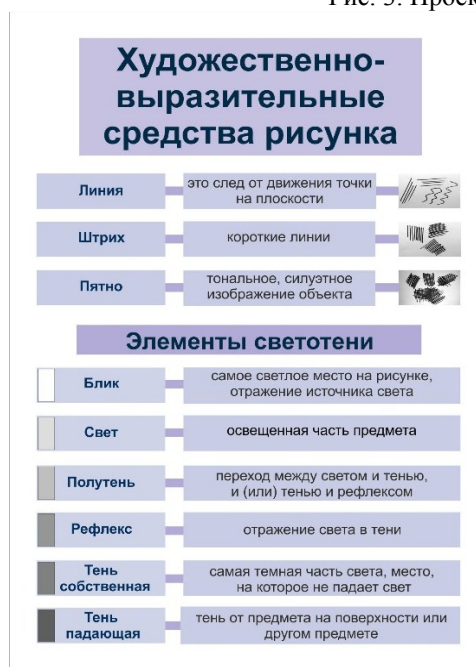 Рис. 3. Проек
Художественно-
выразительные
средства рисунка
Линия
это след от движения точки
на плоскости
Штрих
короткие линии
Пятно
тональное, силуэтное
изображение объекта
Элементы светотени
Блик
самое светлое место на рисунке,
отражение источника света
Свет
освещенная часть предмета
Полутень
переход между светом и тенью,
и (или) тенью и рефлексом
Рефлекс
отражение света в тени
Тень
собственная
самая темная часть света, место,
на которое не падает свет
Тень
падающая
тень от предмета на поверхности или
другом предмете